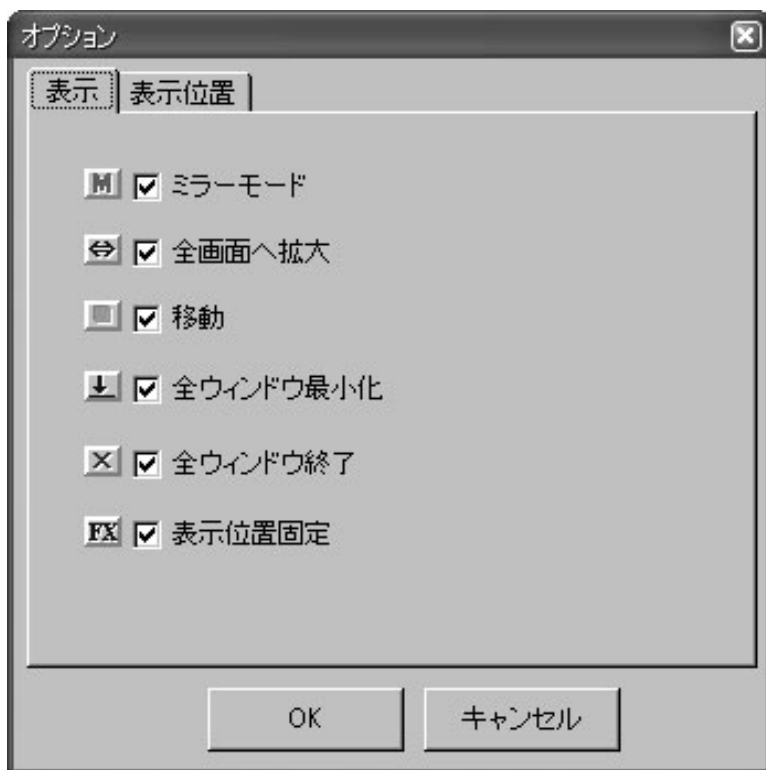 オプション
表示 表示位置
M ミラーモード
全画面へ拡大
移動
全ウィンドウ最小化
全ウィンドウ終了
FX 表示位置固定
OK キャンセル